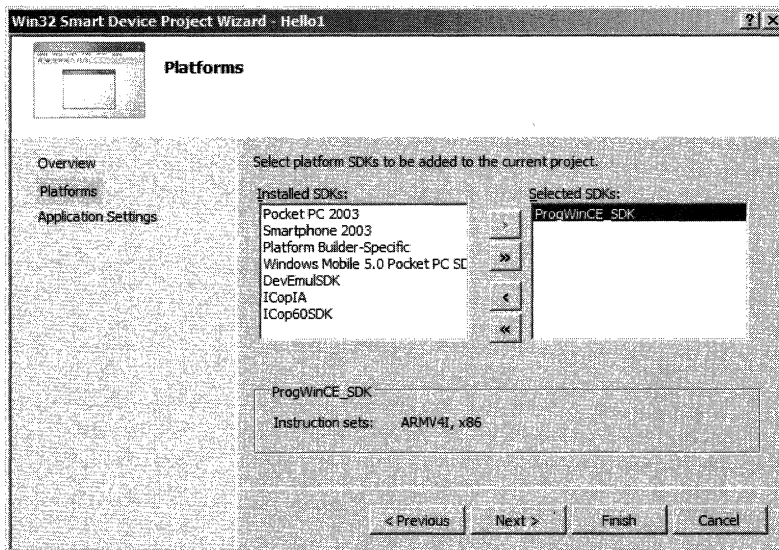 Win32 Smart Device Project Wizard - Hello1
Platforms
Overview
Platforms
Application Settings
Select platform SDKs to be added to the current project.
Installed SDKs:
Pocket PC 2003
Smartphone 2003
Platform Builder-Specific
Windows Mobile 5.0 Pocket PC SD
DevEmulSDK
ICopIA
ICop60SDK
>
»
<
«
Selected SDKs:
ProgWinCE_SDK
ProgWinCE_SDK
Instruction sets: ARMV4I, x86
< Previous
Next >
Finish
Cancel